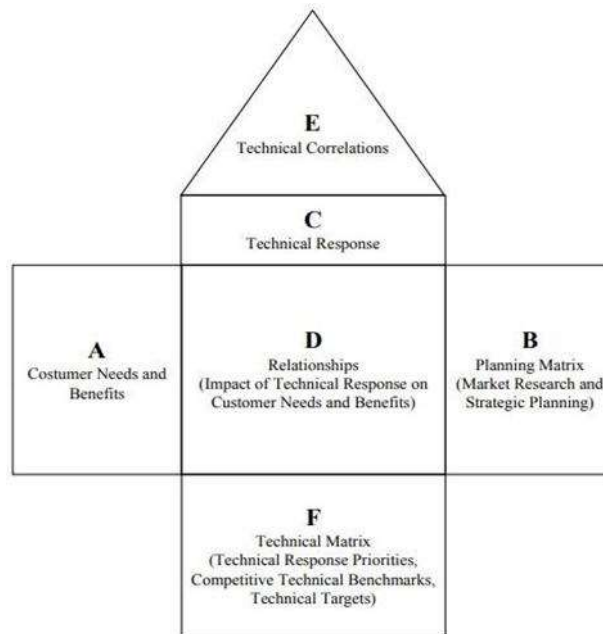 E
Technical Correlations
C
Technical Response
A
Costumer Needs and
Benefits
D
Relationships
(Impact of Technical Response on
Customer Needs and Benefits)
B
Planning Matrix
(Market Research and
Strategic Planning)
F
Technical Matrix
(Technical Response Priorities,
Competitive Technical Benchmarks,
Technical Targets)